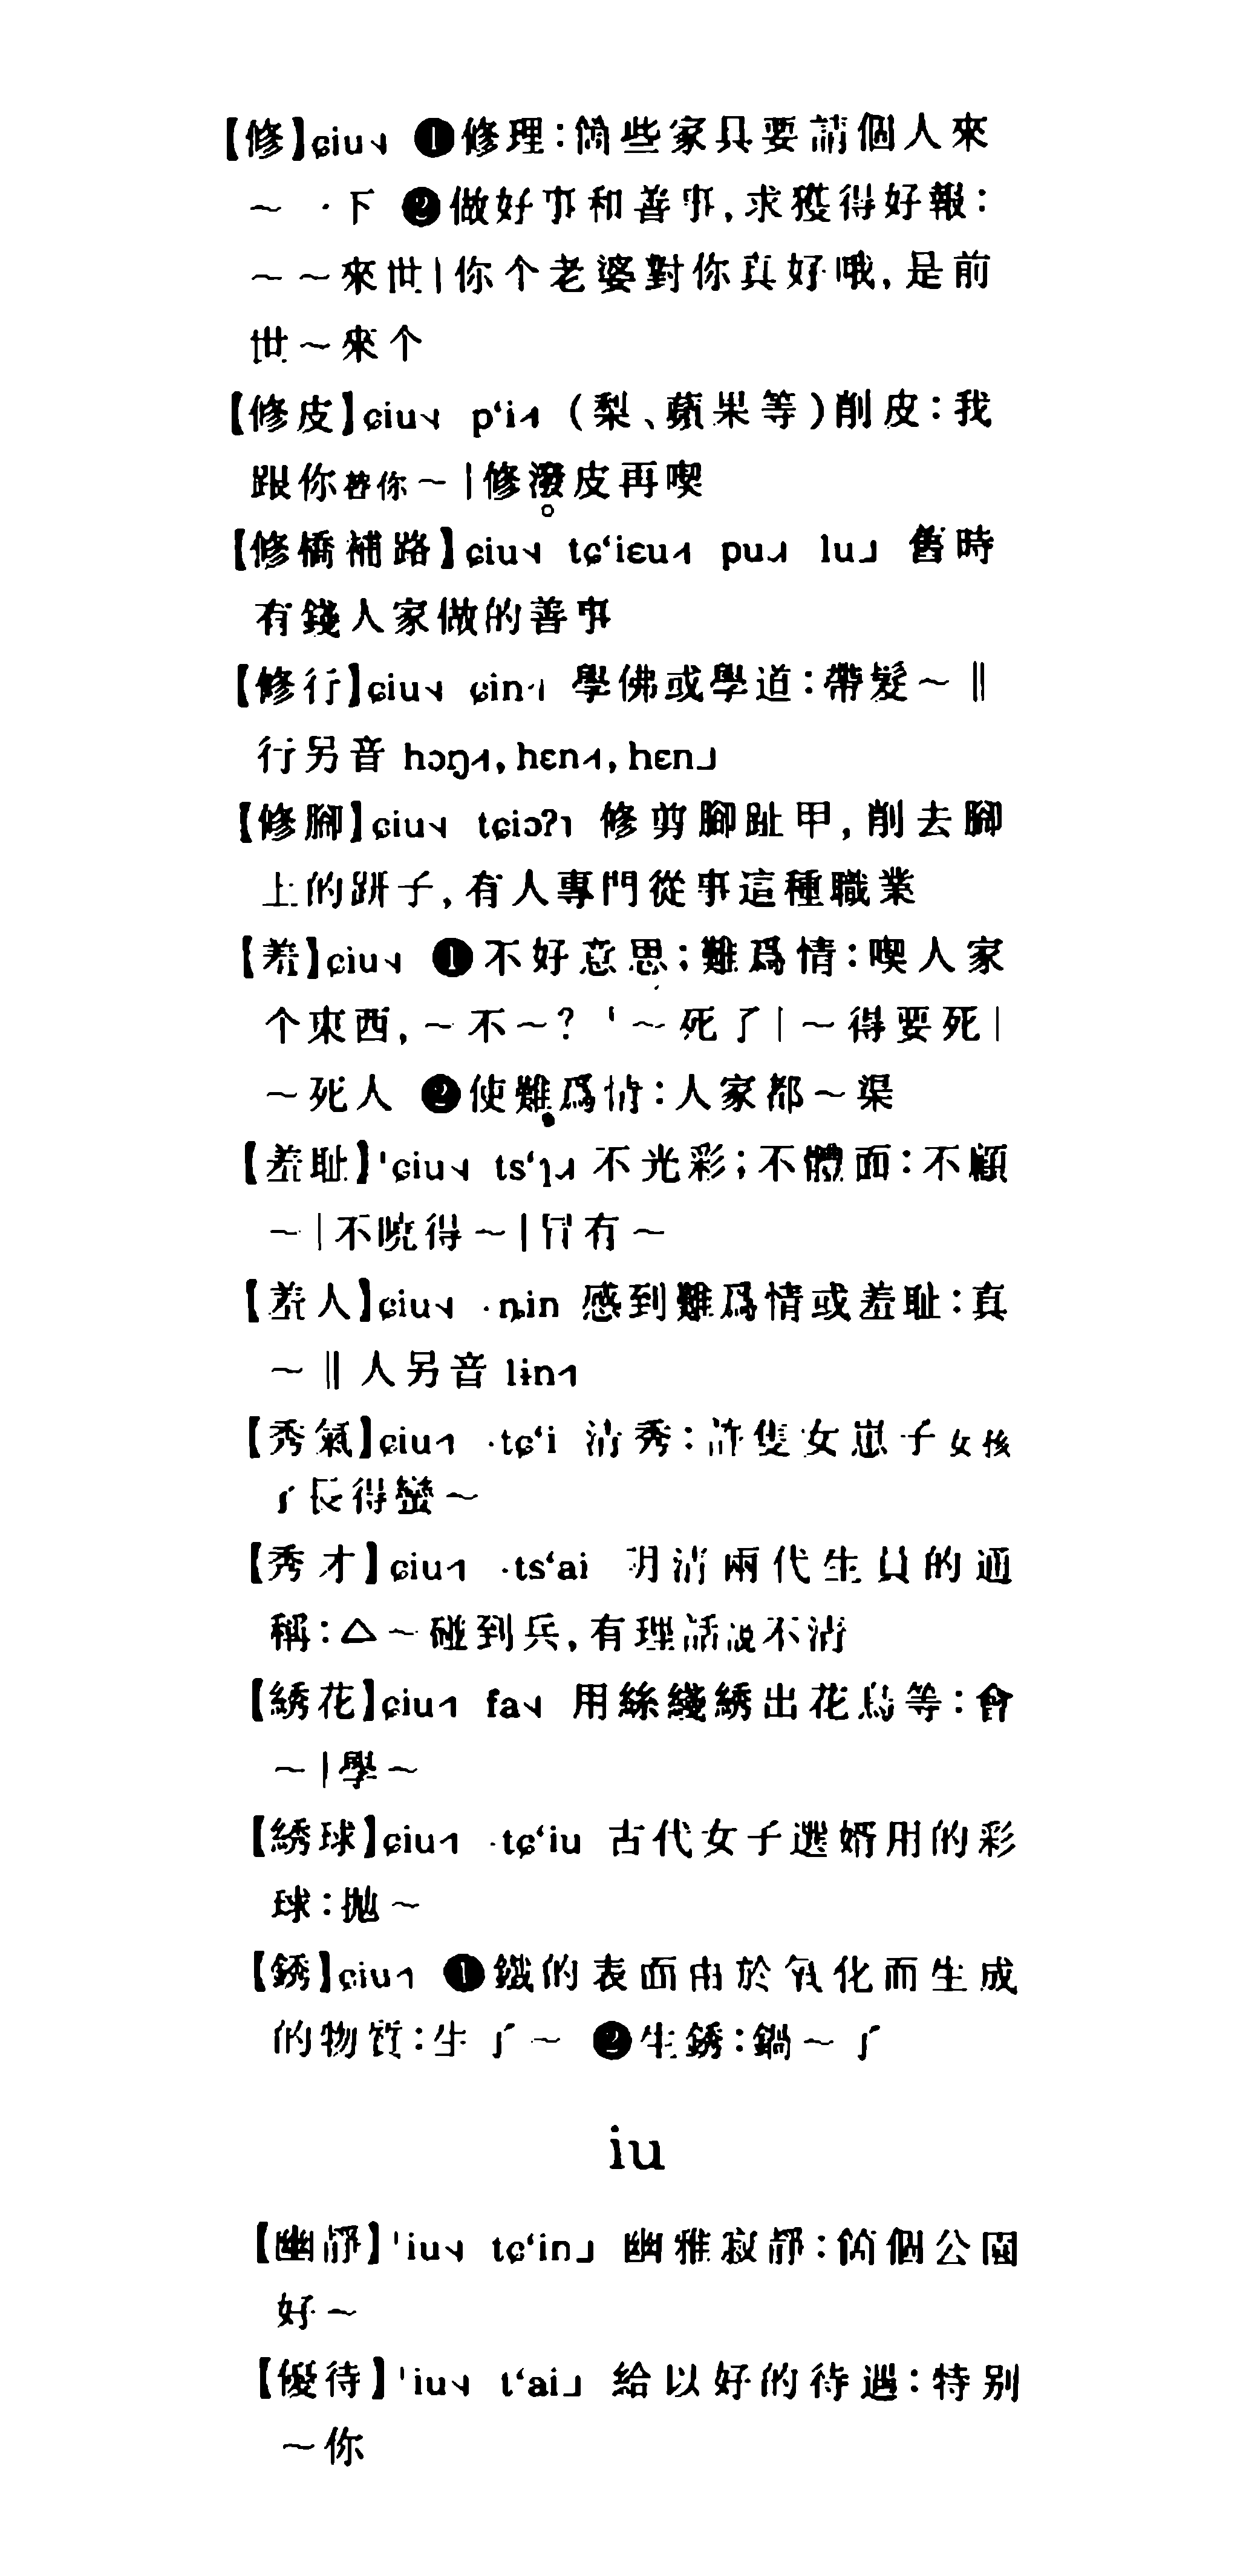 【修】ɕiu˧˩ ❶修理：箇些家具要請個人來
～一下 ❷做好事和善事，求獲得好報：
～～來世|你个老婆對你真好哦，是前
世～來个
【修皮】ɕiu˧˩ pʻi˧˥ （梨、蘋果等）削皮：我
跟你替你～|修潑皮再喫
【修橋補路】ɕiu˧˩ tɕʻiɛu˧˥ pu˨˩˧ lu˩ 舊時
有錢人家做的善事
【修行】ɕiu˧˩ ɕin˧˥ 學佛或學道：帶髮～‖
行另音 hɔŋ˧˥，hɛn˧˥，hɛn˩
【修腳】ɕiu˧˩ tɕiɔʔ˥ 修剪腳趾甲，削去腳
上的趼子，有人專門從事這種職業
【羞】ɕiu˧˩ ❶不好意思；難爲情：喫人家
个東西，～不～？|～死了|～得要死|
～死人 ❷使難爲情：人家都～渠
【羞耻】ˈɕiu˧˩ tsʻɿ˨˩˧ 不光彩；不體面：不顧
～|不曉得～|冇有～
【羞人】ɕiu˧˩ ·ȵin 感到難爲情或羞耻：真
～‖人另音 lɨn˧˥
【秀氣】ɕiu˧˥ ·tɕʻi 清秀：許隻女崽子女孩
了長得蠻～
【秀才】ɕiu˧˥ ·tsʻai 明清兩代生員的通
稱：△～碰到兵，有理話說不清
【綉花】ɕiu˧˥ fa˧˩ 用絲綫綉出花鳥等：會
～|學～
【綉球】ɕiu˧˥ ·tɕʻiu 古代女子選婿用的彩
球：抛～
【銹】ɕiu˧˥ ❶鐵的表面由於氧化而生成
的物質：生了～ ❷生銹：鍋～了
iu
【幽靜】ˈiu˧˩ tɕʻin˩ 幽雅寂靜：箇個公園
好～
【優待】ˈiu˧˩ tʻai˩ 給以好的待遇：特別
～你